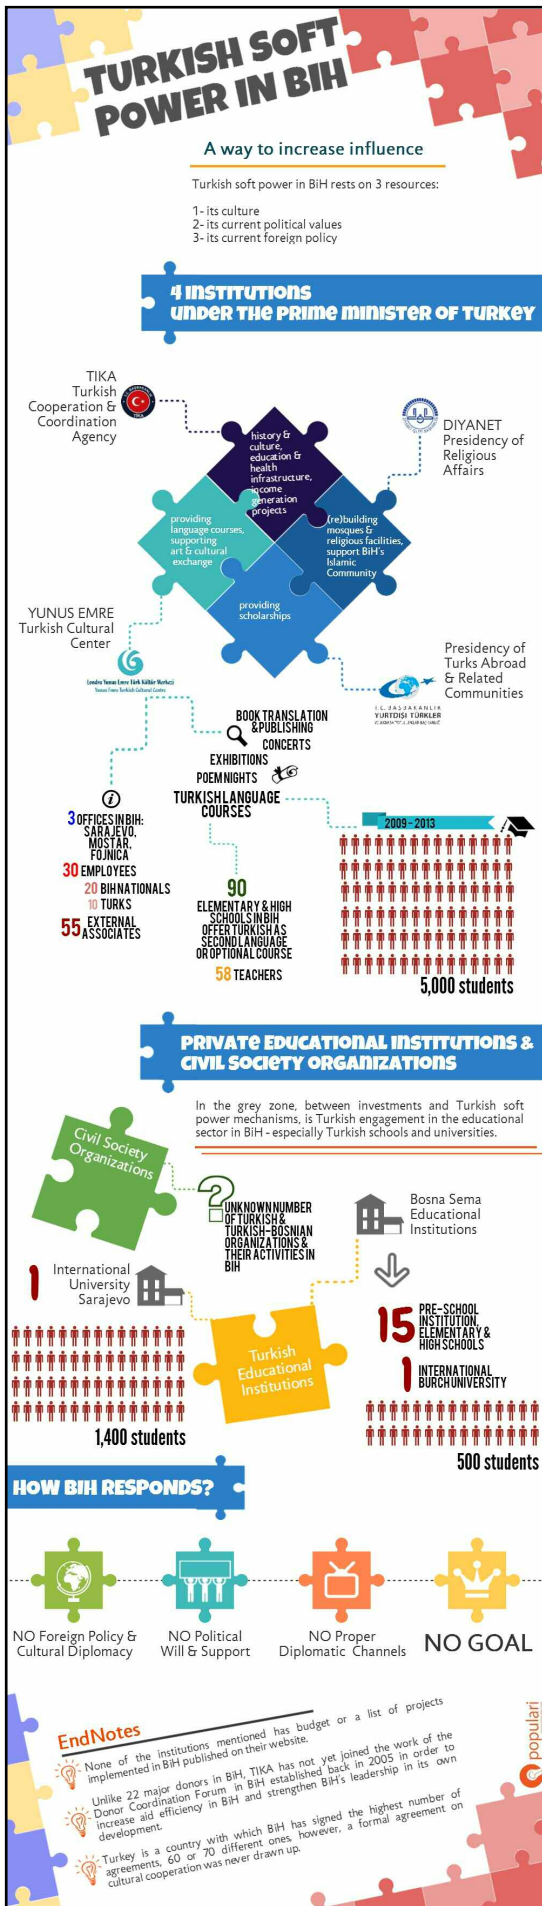 TURKISH SOFT
POWER IN BIH
A way to increase influence
Turkish soft power in BiH rests on 3 resources:
1- its culture
2- its current political values
3- its current foreign policy
4 INSTITUTIONS
UNDER THE PRIME MINISTER OF TURKEY
TIKA
Turkish
Cooperation &
Coordination
Agency
DIYANET
Presidency of
Religious
Affairs
history &
culture,
education &
health
infrastructure,
income
generation
projects
providing
language courses,
supporting
art & cultural
exchange
(re)building
mosques &
religious facilities,
support BiH's
Islamic
Community
providing
scholarships
YUNUS EMRE
Turkish Cultural
Center
Londra Yunus Emre Türk Kültür Merkezi
Yunus Emre Turkish Cultural Centre
Presidency of
Turks Abroad
& Related
Communities
T.C. BAŞBAKANLIK
YURTDIŞI TÜRKLER
BOOK TRANSLATION
& PUBLISHING
CONCERTS
EXHIBITIONS
POEM NIGHTS
TURKISH LANGUAGE
COURSES
3 OFFICES IN BIH:
SARAJEVO,
MOSTAR,
FOJNICA
30 EMPLOYEES
20 BIH NATIONALS
10 TURKS
55 EXTERNAL
ASSOCIATES
90
ELEMENTARY & HIGH
SCHOOLS IN BIH
OFFER TURKISH AS
SECOND LANGUAGE
OR OPTIONAL COURSE
58 TEACHERS
2009 - 2013
5,000 students
PRIVATE EDUCATIONAL INSTITUTIONS &
CIVIL SOCIETY ORGANIZATIONS
In the grey zone, between investments and Turkish soft
power mechanisms, is Turkish engagement in the educational
sector in BiH - especially Turkish schools and universities.
Civil Society
Organizations
UNKNOWN NUMBER
OF TURKISH &
TURKISH-BOSNIAN
ORGANIZATIONS &
THEIR ACTIVITIES IN
BIH
Bosna Sema
Educational
Institutions
1 International
University
Sarajevo
Turkish
Educational
Institutions
15 PRE-SCHOOL
INSTITUTION,
ELEMENTARY &
HIGH SCHOOLS
1 INTERNATIONAL
BURCH UNIVERSITY
1,400 students
500 students
HOW BIH RESPONDS?
NO Foreign Policy &
Cultural Diplomacy
NO Political
Will & Support
NO Proper
Diplomatic Channels
NO GOAL
EndNotes
None of the institutions mentioned has budget or a list of projects
implemented in BiH published on their website.
Unlike 22 major donors in BiH, TIKA has not yet joined the work of the
Donor Coordination Forum in BiH established back in 2005 in order to
increase aid efficiency in BiH and strengthen BiH's leadership in its own
development.
Turkey is a country with which BiH has signed the highest number of
agreements, 60 or 70 different ones, however, a formal agreement on
cultural cooperation was never drawn up.
populari